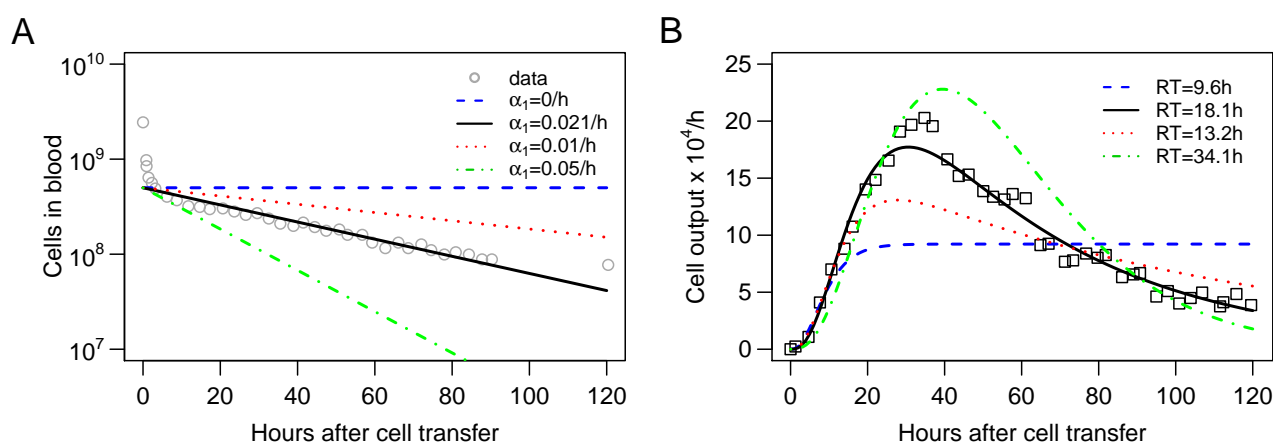 A
Cells in blood
10^10
10^9
10^8
10^7
data
α₁=0/h
α₁=0.021/h
α₁=0.01/h
α₁=0.05/h
0 20 40 60 80 100 120
Hours after cell transfer
B
Cell output x 10^4/h
25
20
15
10
5
0
RT=9.6h
RT=18.1h
RT=13.2h
RT=34.1h
0 20 40 60 80 100 120
Hours after cell transfer